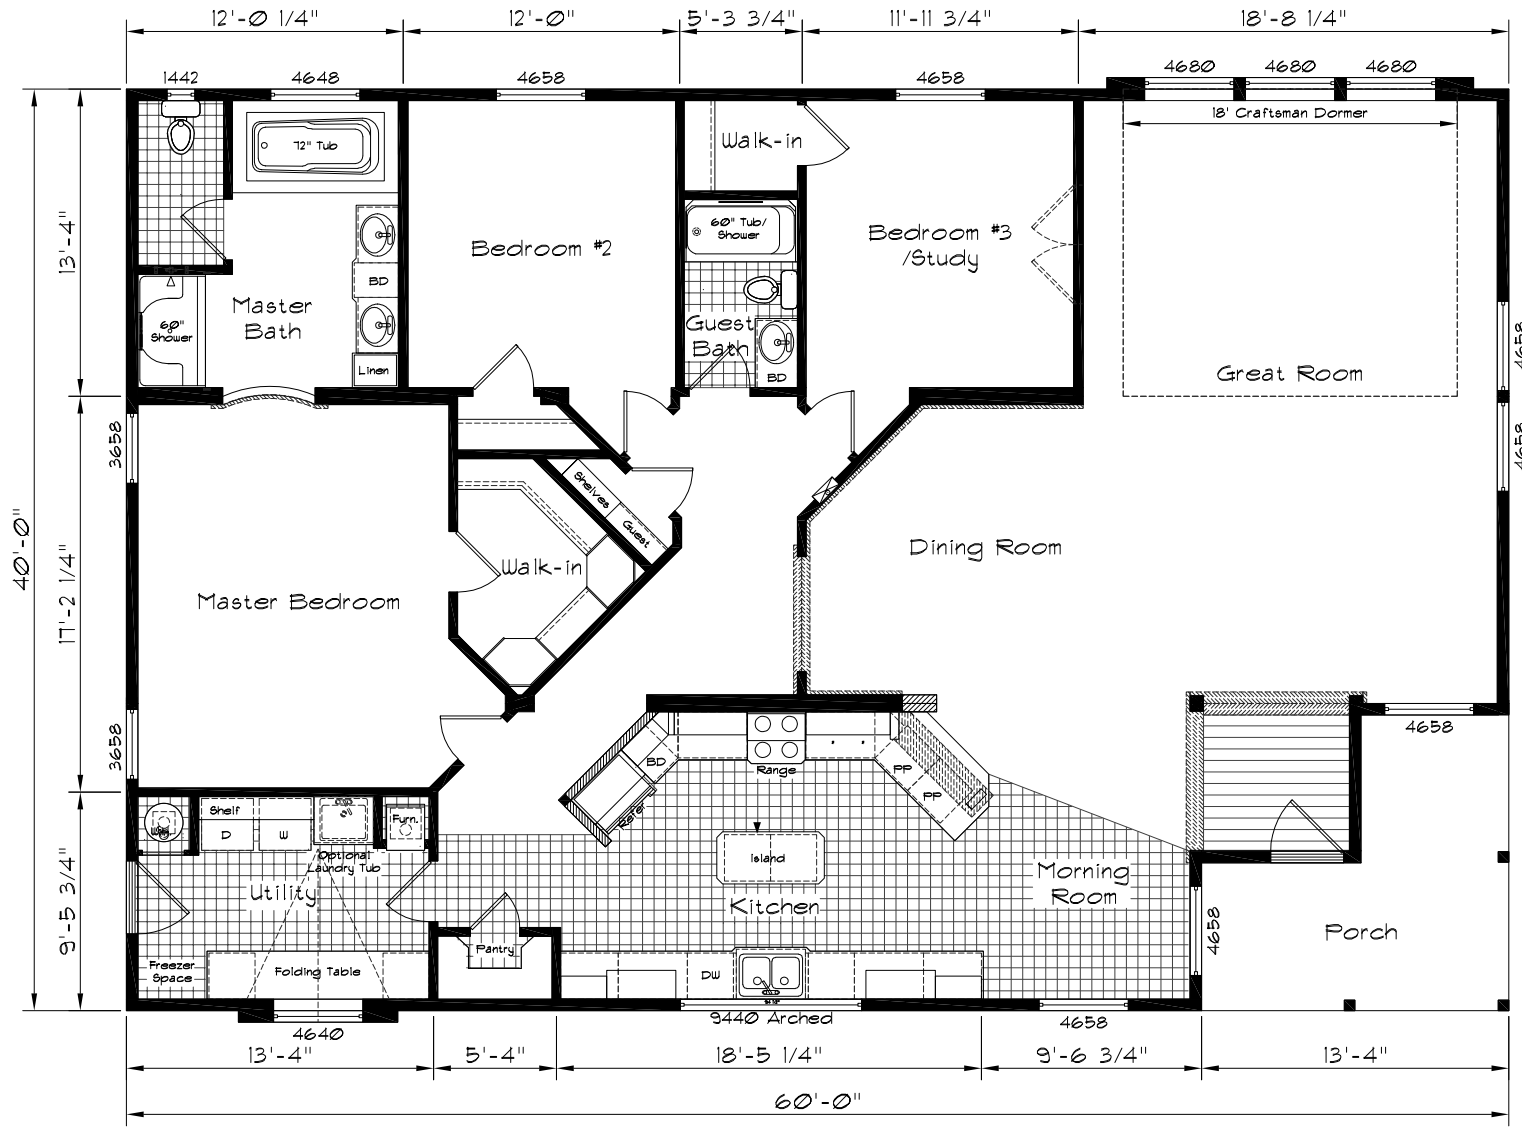 12'-0 1/4"
12'-0"
5'-3 3/4"
11'-11 3/4"
18'-8 1/4"
1442
4648
4658
4658
4680
4680
4680
18' Craftsman Dormer
72" Tub
Walk-in
13'-4"
60" Tub/
Shower
Bedroom #2
Bedroom #3
/Study
BD
Master
Bath
60"
Shower
Guest
Bath
Linen
BD
Great Room
4658
4658
3658
40'-0"
17'-2 1/4"
Shelves
Guest
Dining Room
Walk-in
Master Bedroom
3658
4658
BD
Range
PP
PP
Refer
Shelf
D
W
Furn.
WH
Optional
Laundry Tub
Island
Utility
Kitchen
Morning
Room
9'-5 3/4"
4658
Porch
Pantry
Freezer
Space
Folding Table
DW
9440 Arched
4640
4658
13'-4"
5'-4"
18'-5 1/4"
9'-6 3/4"
13'-4"
60'-0"